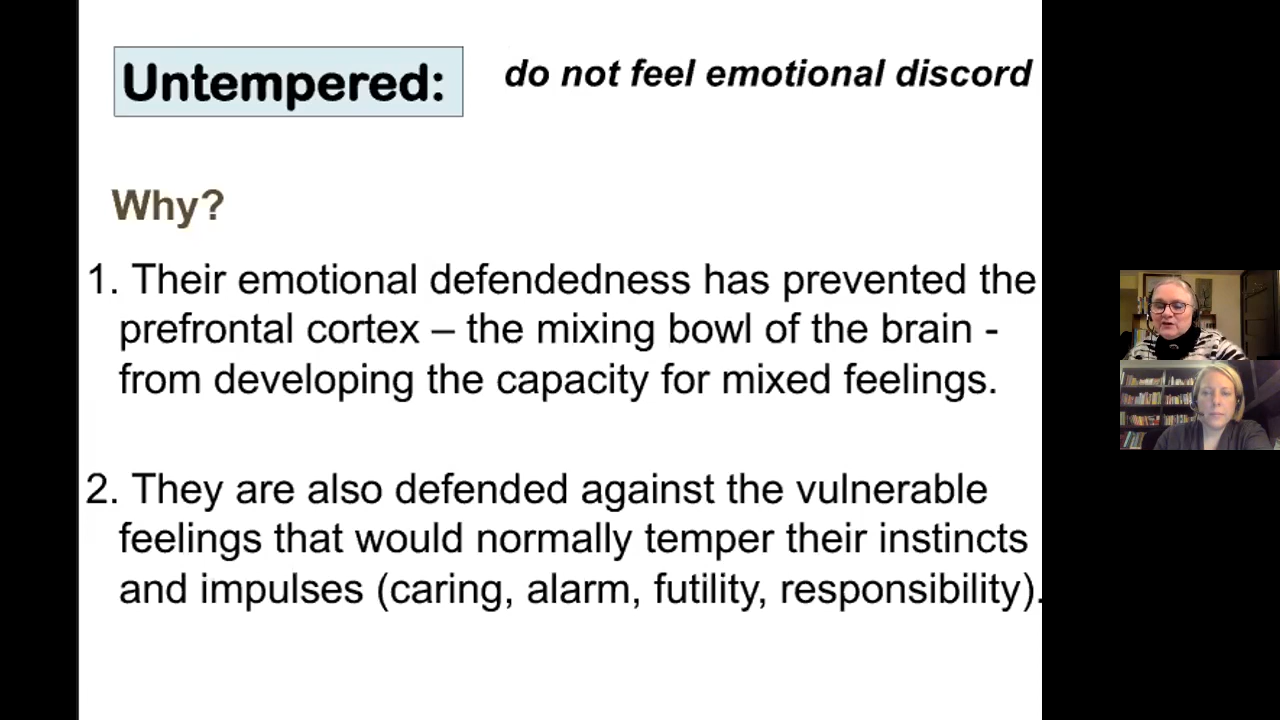 Untempered: do not feel emotional discord
Why?
1. Their emotional defendedness has prevented the
prefrontal cortex – the mixing bowl of the brain -
from developing the capacity for mixed feelings.
2. They are also defended against the vulnerable
feelings that would normally temper their instincts
and impulses (caring, alarm, futility, responsibility).